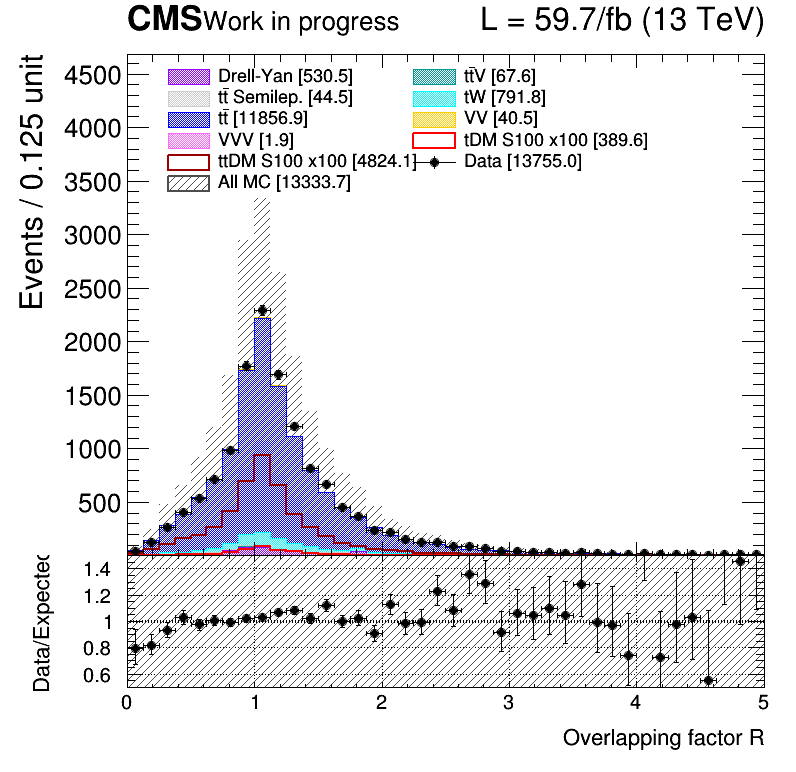 CMS Work in progress L = 59.7/fb (13 TeV)
Events / 0.125 unit
4500
4000
3500
3000
2500
2000
1500
1000
500
Drell-Yan [530.5] tt̄V [67.6]
tt̄ Semilep. [44.5] tW [791.8]
tt̄ [11856.9] VV [40.5]
VVV [1.9] tDM S100 x100 [389.6]
ttDM S100 x100 [4824.1] Data [13755.0]
All MC [13333.7]
Data/Expected
1.4
1.2
1
0.8
0.6
0 1 2 3 4 5
Overlapping factor R